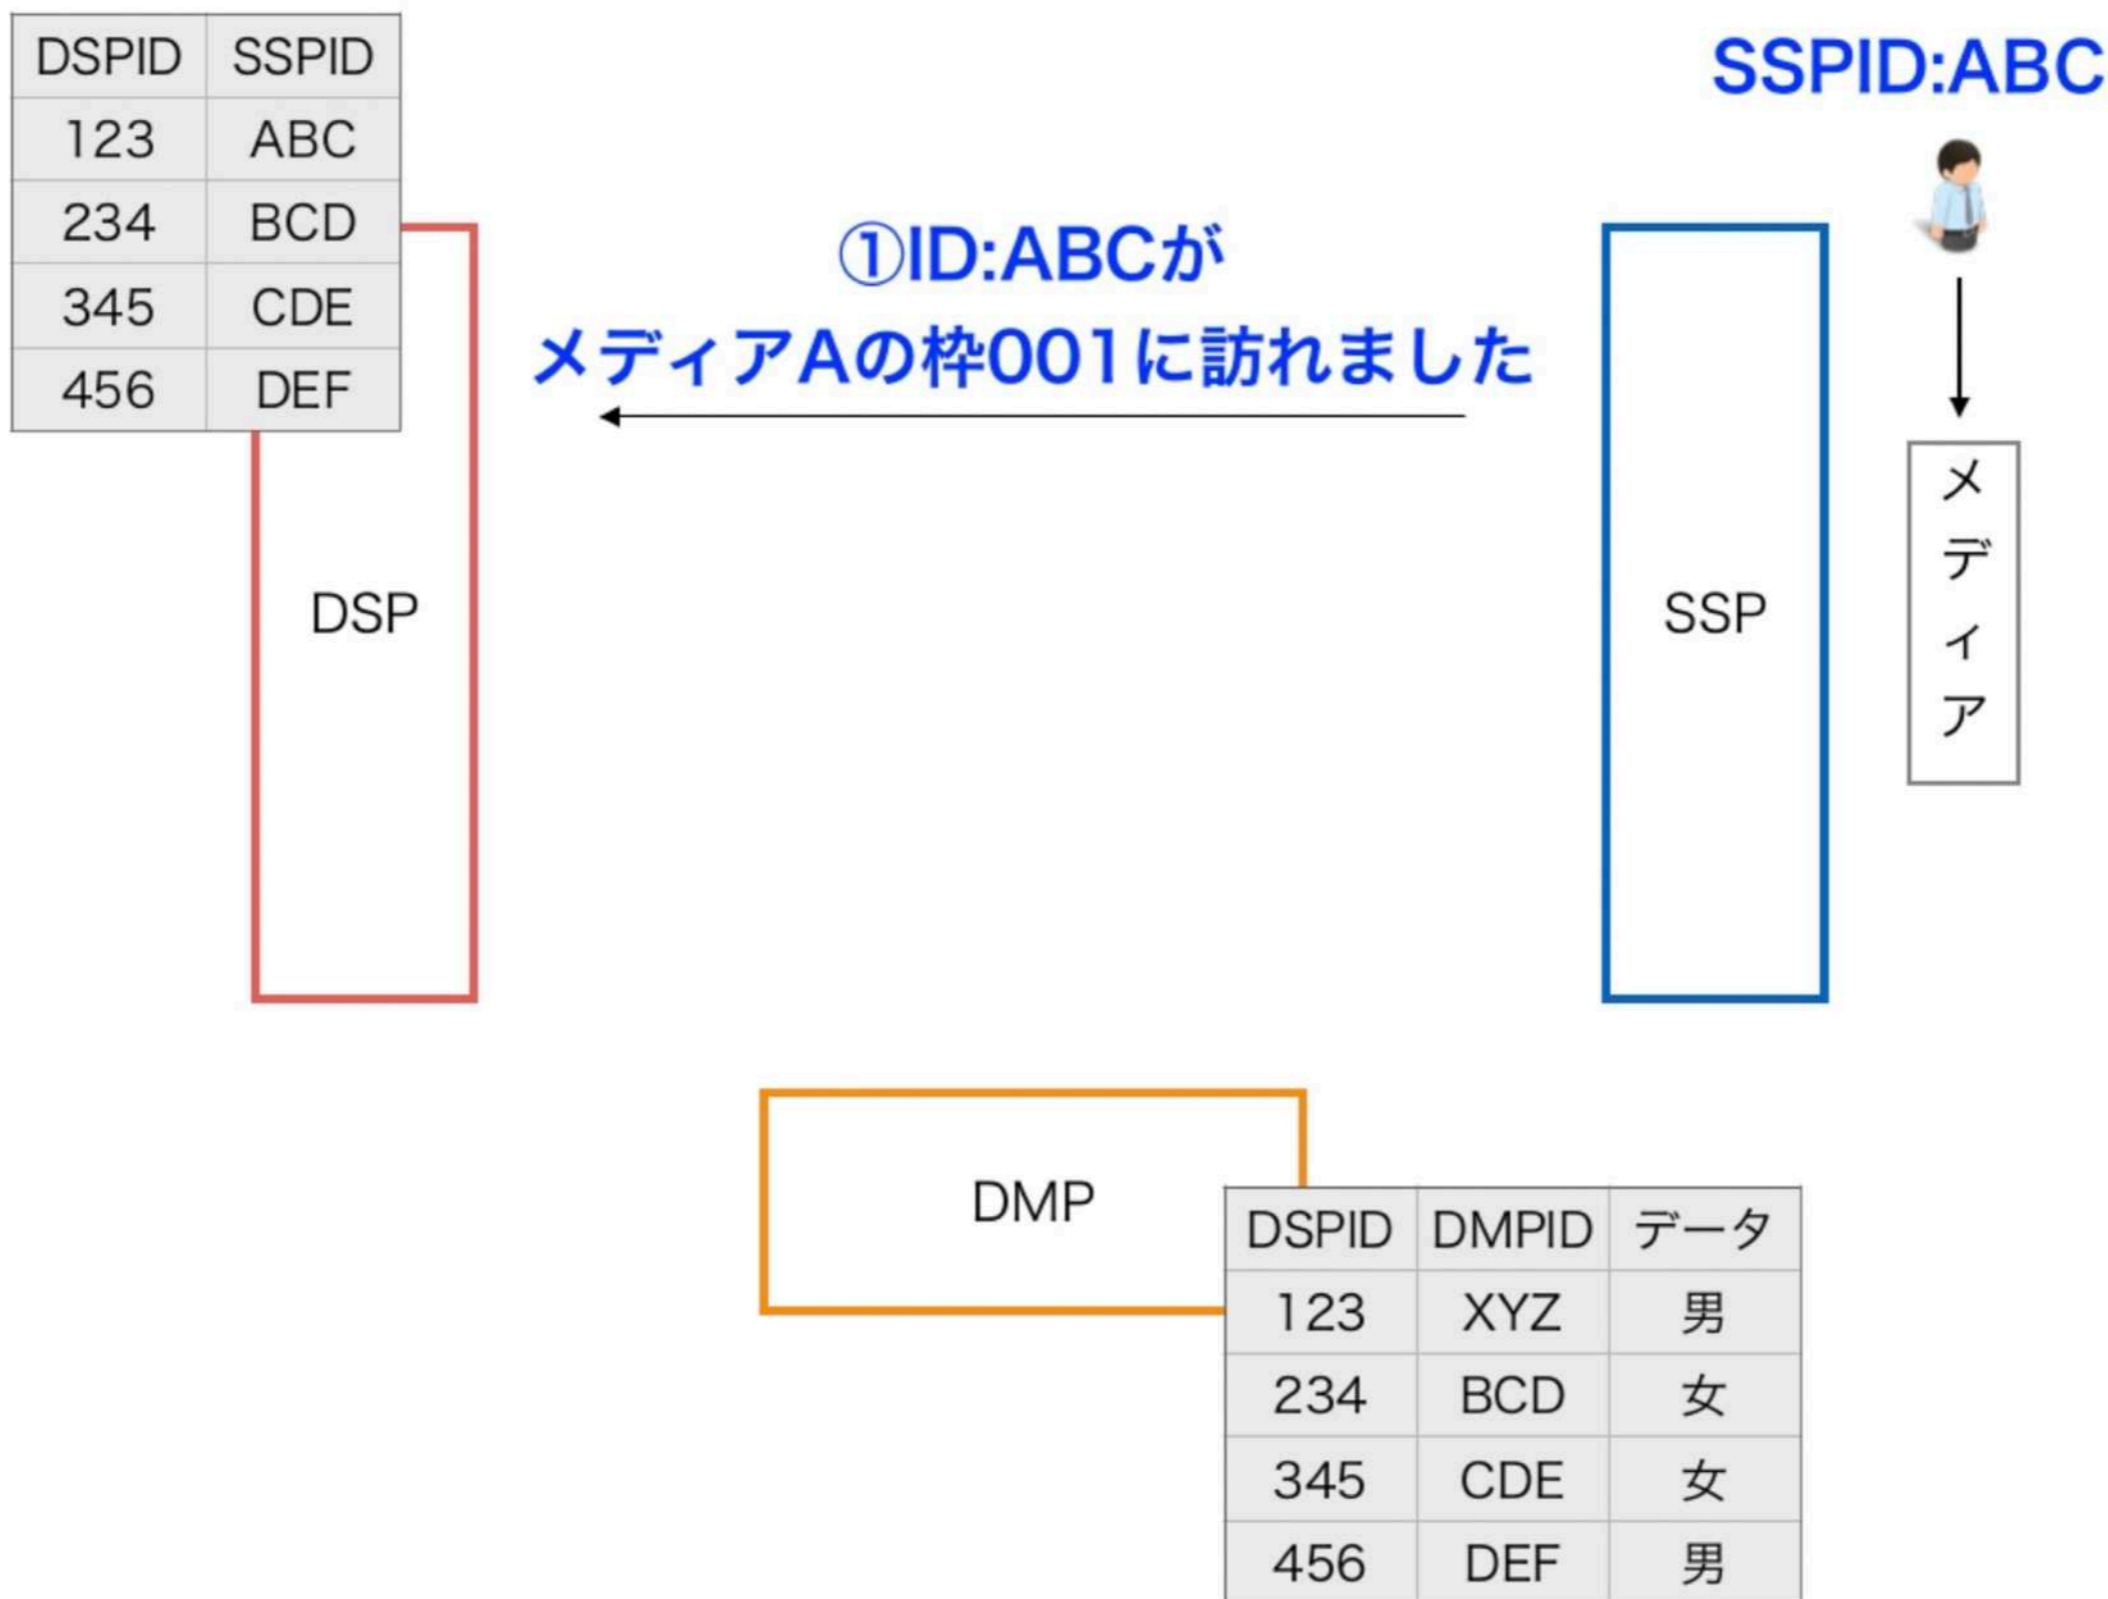 DSPID SSPID
123 ABC
234 BCD
345 CDE
456 DEF
SSPID:ABC
①ID:ABCが
メディアAの枠001に訪れました
DSP
SSP
メディア
DMP
DSPID DMPID データ
123 XYZ 男
234 BCD 女
345 CDE 女
456 DEF 男